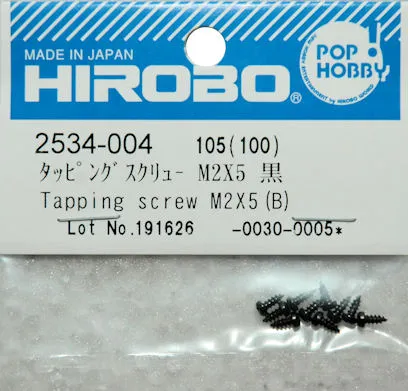 MADE IN JAPAN
HIROBO®
POP
HOBBY
2534-004 105(100)
ﾀｯﾋﾟﾝｸﾞｽｸﾘｭｰ M2X5 黒
Tapping screw M2X5(B)
Lot No.191626 -0030-0005*